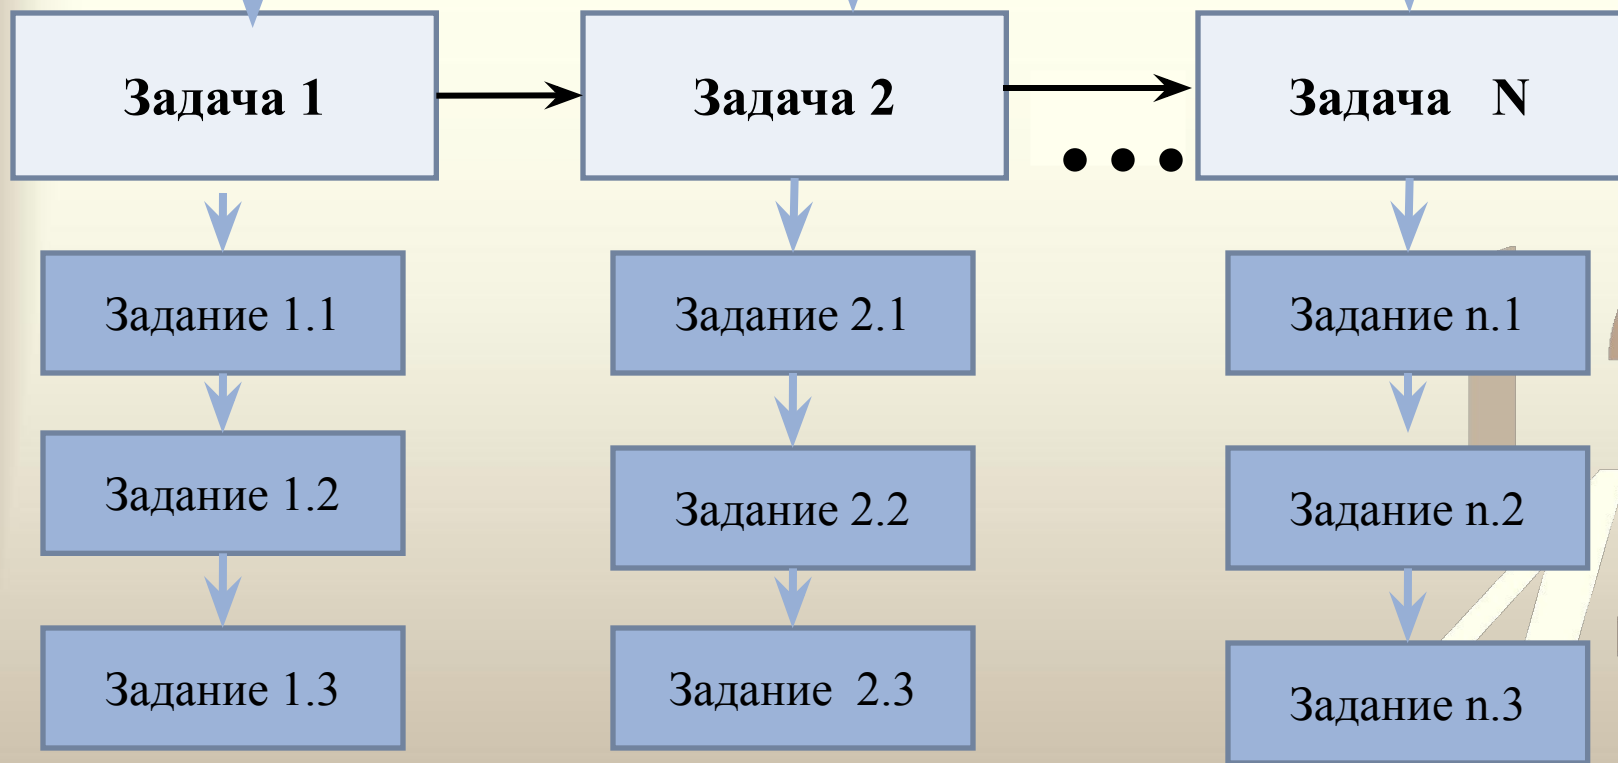 Задача 1
Задача 2
Задача N
•••
Задание 1.1
Задание 2.1
Задание n.1
Задание 1.2
Задание 2.2
Задание n.2
Задание 1.3
Задание 2.3
Задание n.3